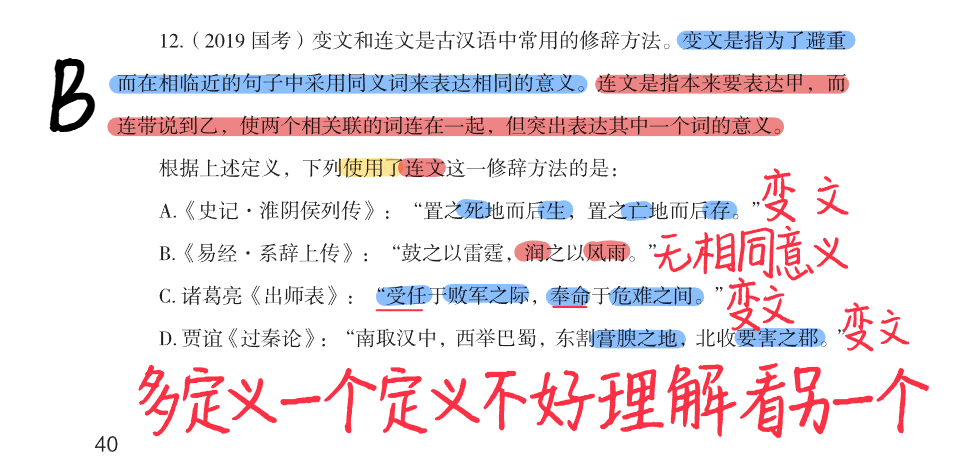 12.（2019 国考）变文和连文是古汉语中常用的修辞方法。变文是指为了避重
B
而在相临近的句子中采用同义词来表达相同的意义。连文是指本来要表达甲，而
连带说到乙，使两个相关联的词连在一起，但突出表达其中一个词的意义。
根据上述定义，下列使用了连文这一修辞方法的是：
A.《史记·淮阴侯列传》：“置之死地而后生，置之亡地而后存。” 变文
B.《易经·系辞上传》：“鼓之以雷霆，润之以风雨。” 无相同意义
C. 诸葛亮《出师表》：“受任于败军之际，奉命于危难之间。” 变文
D. 贾谊《过秦论》：“南取汉中，西举巴蜀，东割膏腴之地，北收要害之郡。” 变文
多定义一个定义不好理解看另一个
40